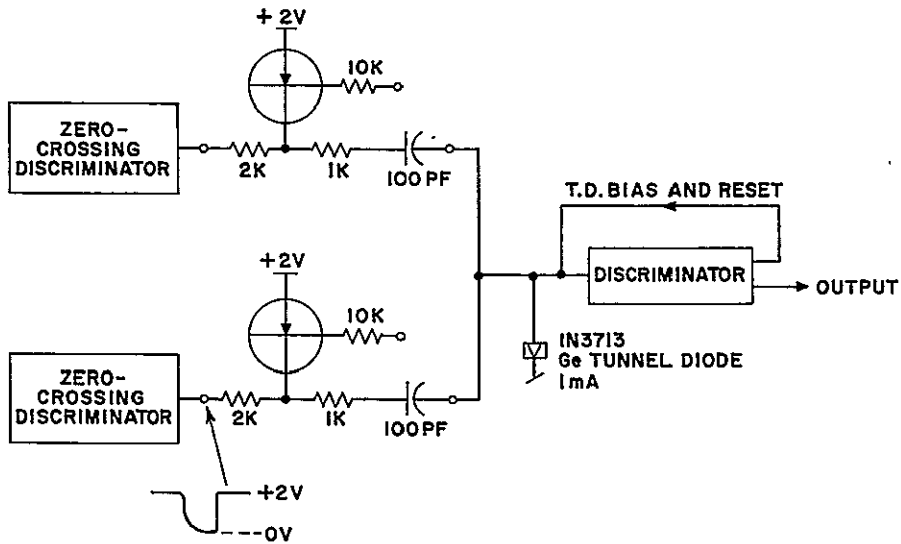 +2V
10K
ZERO-
CROSSING
DISCRIMINATOR
2K
1K
100PF
T.D. BIAS AND RESET
+2V
DISCRIMINATOR
OUTPUT
10K
1N3713
Ge TUNNEL DIODE
1mA
ZERO-
CROSSING
DISCRIMINATOR
2K
1K
100PF
+2V
0V